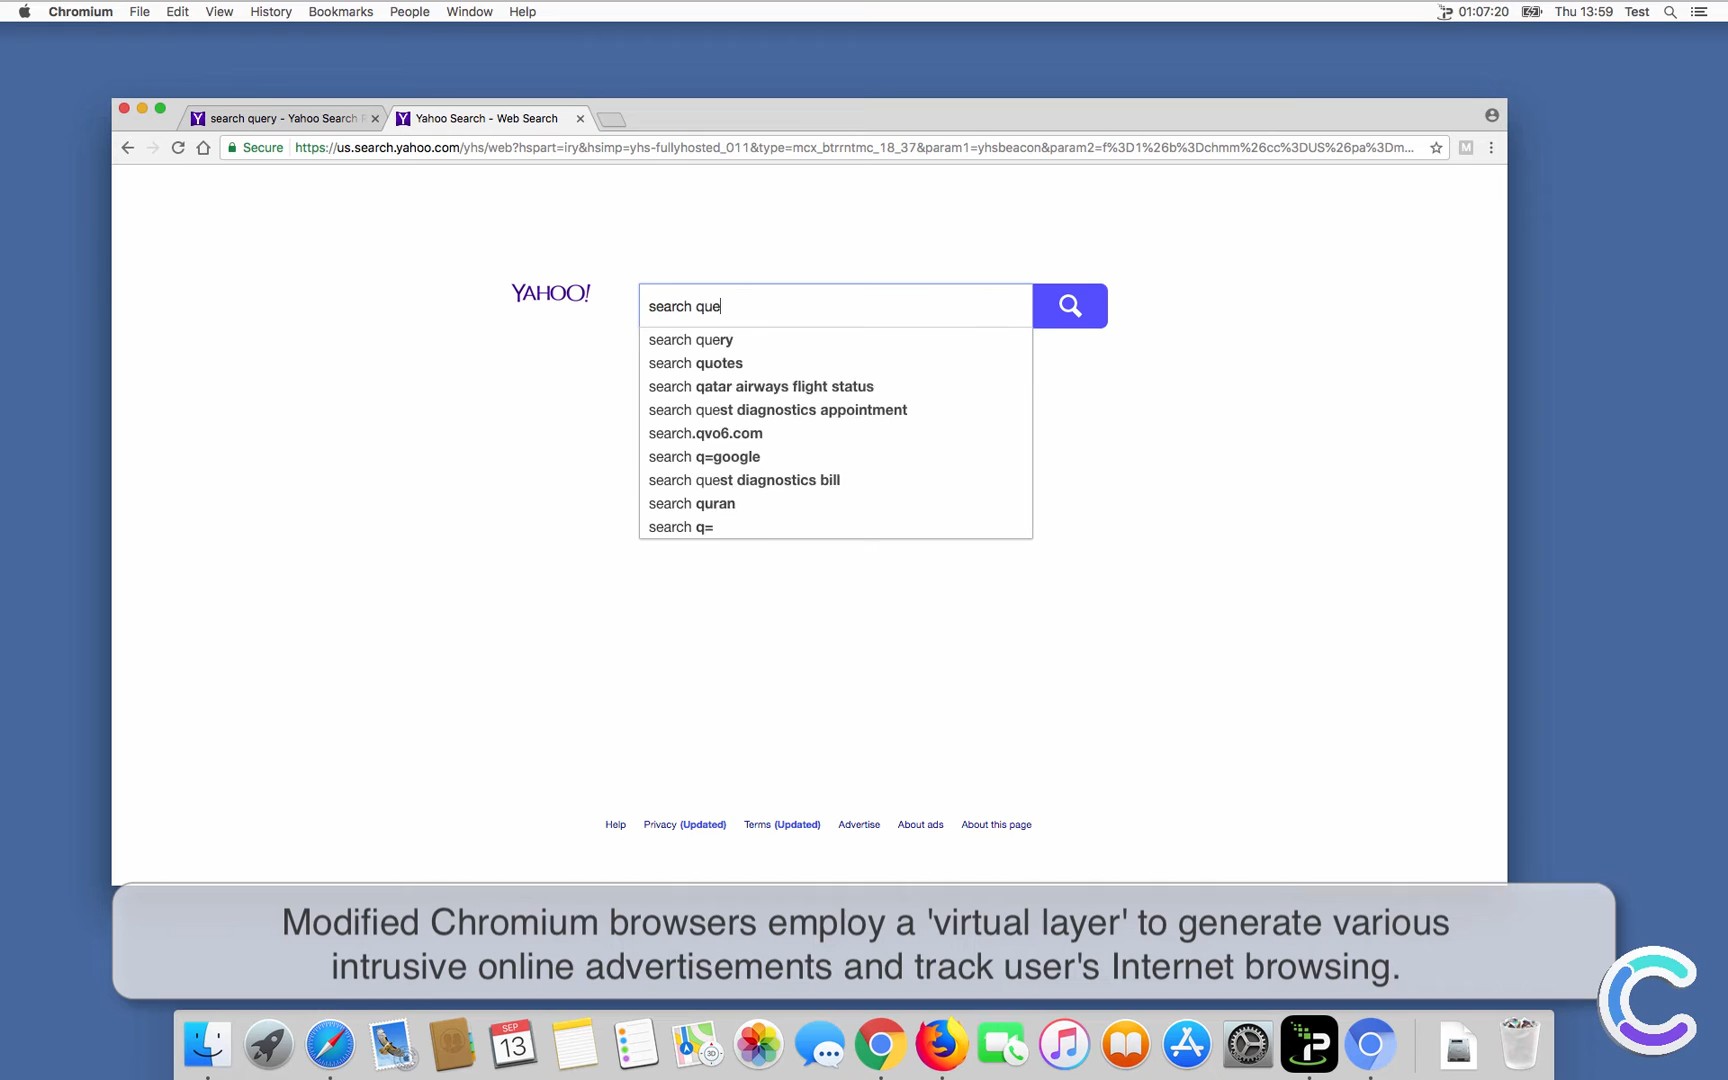 Chromium File Edit View History Bookmarks People Window Help 01:07:20 Thu 13:59 Test
search query - Yahoo Search R Yahoo Search - Web Search
Secure https://us.search.yahoo.com/yhs/web?hspart=iry&hsimp=yhs-fullyhosted_011&type=mcx_btrrntmc_18_37&param1=yhsbeacon&param2=f%3D1%26b%3Dchmm%26cc%3DUS%26pa%3Dm... M
YAHOO! search que
search query
search quotes
search qatar airways flight status
search quest diagnostics appointment
search.qvo6.com
search q=google
search quest diagnostics bill
search quran
search q=
Help Privacy (Updated) Terms (Updated) Advertise About ads About this page
Modified Chromium browsers employ a 'virtual layer' to generate various
intrusive online advertisements and track user's Internet browsing.
SEP
13
3D